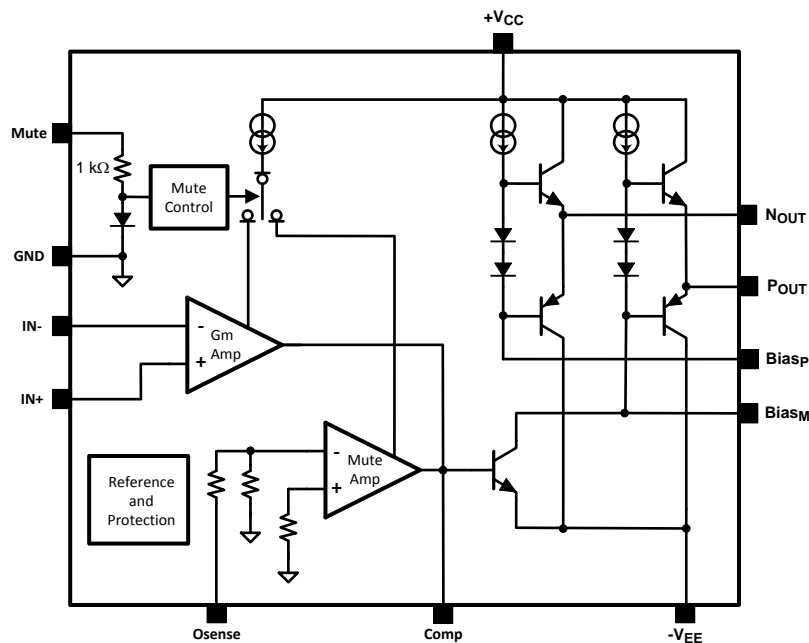 +VCC
Mute
1 kΩ
Mute
Control
GND
NOUT
POUT
IN-
-
Gm
Amp
+
IN+
BiasP
BiasM
-
Mute
Amp
+
Reference
and
Protection
Osense
Comp
-VEE